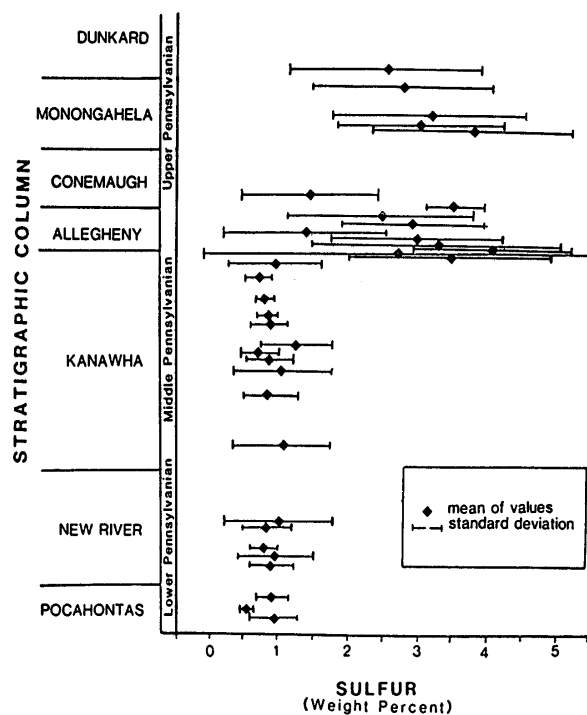 STRATIGRAPHIC COLUMN
DUNKARD
MONONGAHELA
CONEMAUGH
ALLEGHENY
KANAWHA
NEW RIVER
POCAHONTAS
Upper Pennsylvanian
Middle Pennsylvanian
Lower Pennsylvanian
mean of values
standard deviation
0 1 2 3 4 5
SULFUR
(Weight Percent)